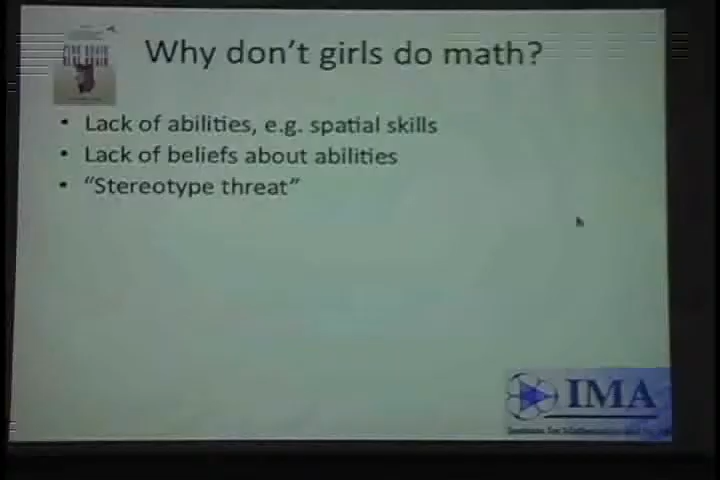 Why don't girls do math?
• Lack of abilities, e.g. spatial skills
• Lack of beliefs about abilities
• “Stereotype threat”
IMA